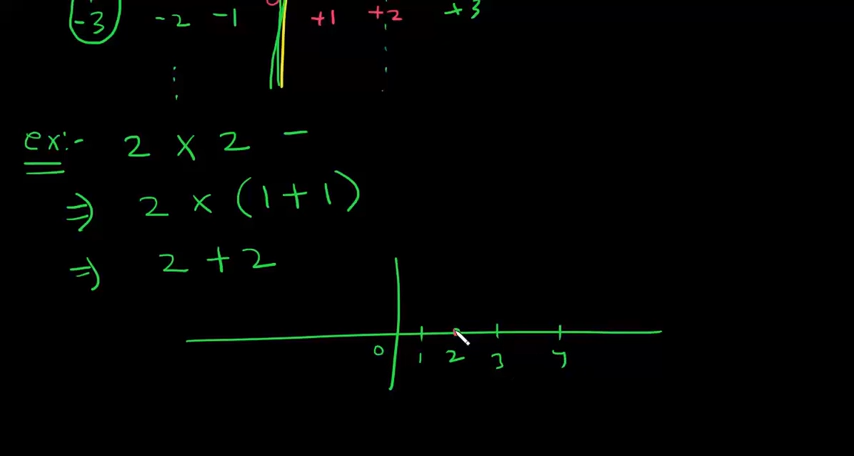 -3 -2 -1 +1 +2 +3
ex:- 2 × 2 -
⇒ 2 × (1 + 1)
⇒ 2 + 2
0 1 2 3 4